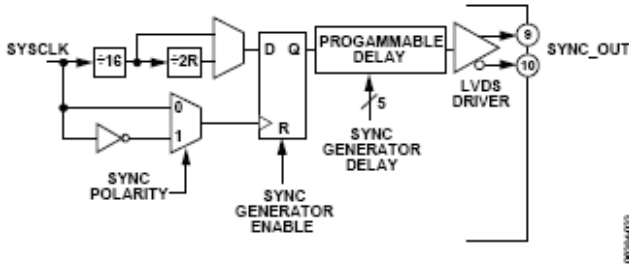 SYSCLK
÷16
÷2R
D Q
R
0
1
SYNC
POLARITY
SYNC
GENERATOR
ENABLE
PROGAMMABLE
DELAY
5
SYNC
GENERATOR
DELAY
LVDS
DRIVER
9
10
SYNC_OUT